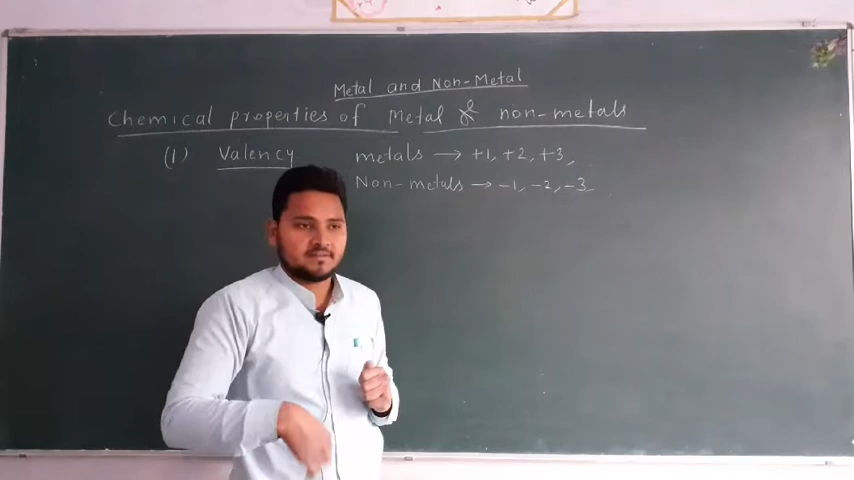 Metal and Non-Metal
Chemical properties of Metal & non-metals
(1) Valency metals → +1, +2, +3,
Non-metals → -1, -2, -3,